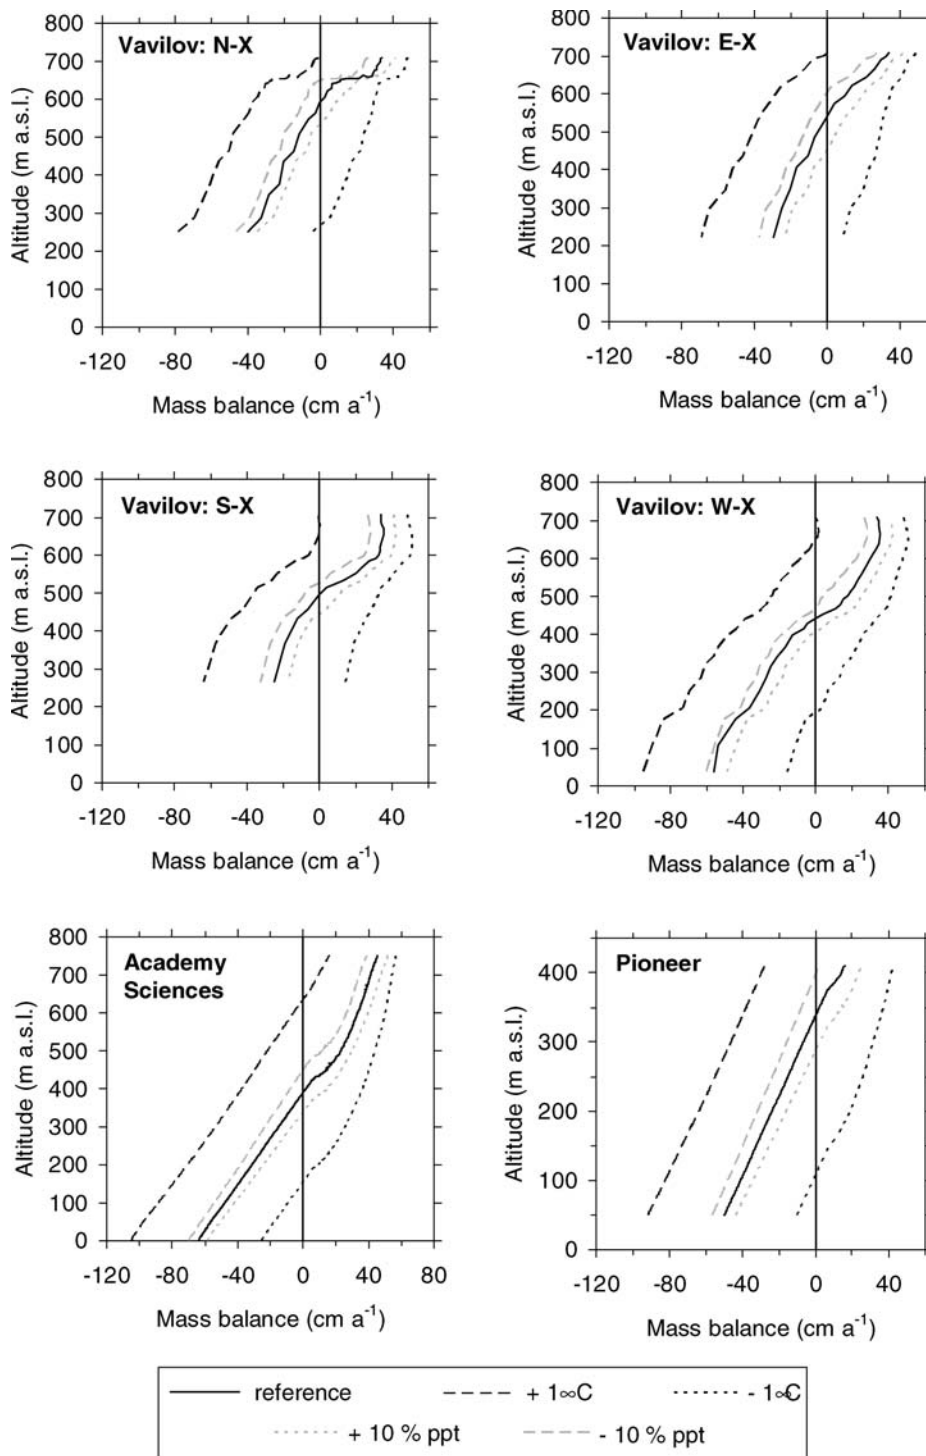 Vavilov: N-X
Altitude (m a.s.l.)
800
700
600
500
400
300
200
100
0
-120 -80 -40 0 40
Mass balance (cm a⁻¹)
Vavilov: E-X
Altitude (m a.s.l.)
800
700
600
500
400
300
200
100
0
-120 -80 -40 0 40
Mass balance (cm a⁻¹)
Vavilov: S-X
Altitude (m a.s.l.)
800
700
600
500
400
300
200
100
0
-120 -80 -40 0 40
Mass balance (cm a⁻¹)
Vavilov: W-X
Altitude (m a.s.l.)
800
700
600
500
400
300
200
100
0
-120 -80 -40 0 40
Mass balance (cm a⁻¹)
Academy
Sciences
Altitude (m a.s.l.)
800
700
600
500
400
300
200
100
0
-120 -80 -40 0 40 80
Mass balance (cm a⁻¹)
Pioneer
Altitude (m a.s.l.)
400
300
200
100
0
-120 -80 -40 0 40
Mass balance (cm a⁻¹)
reference + 1∞C - 1∞C
+ 10 % ppt - 10 % ppt